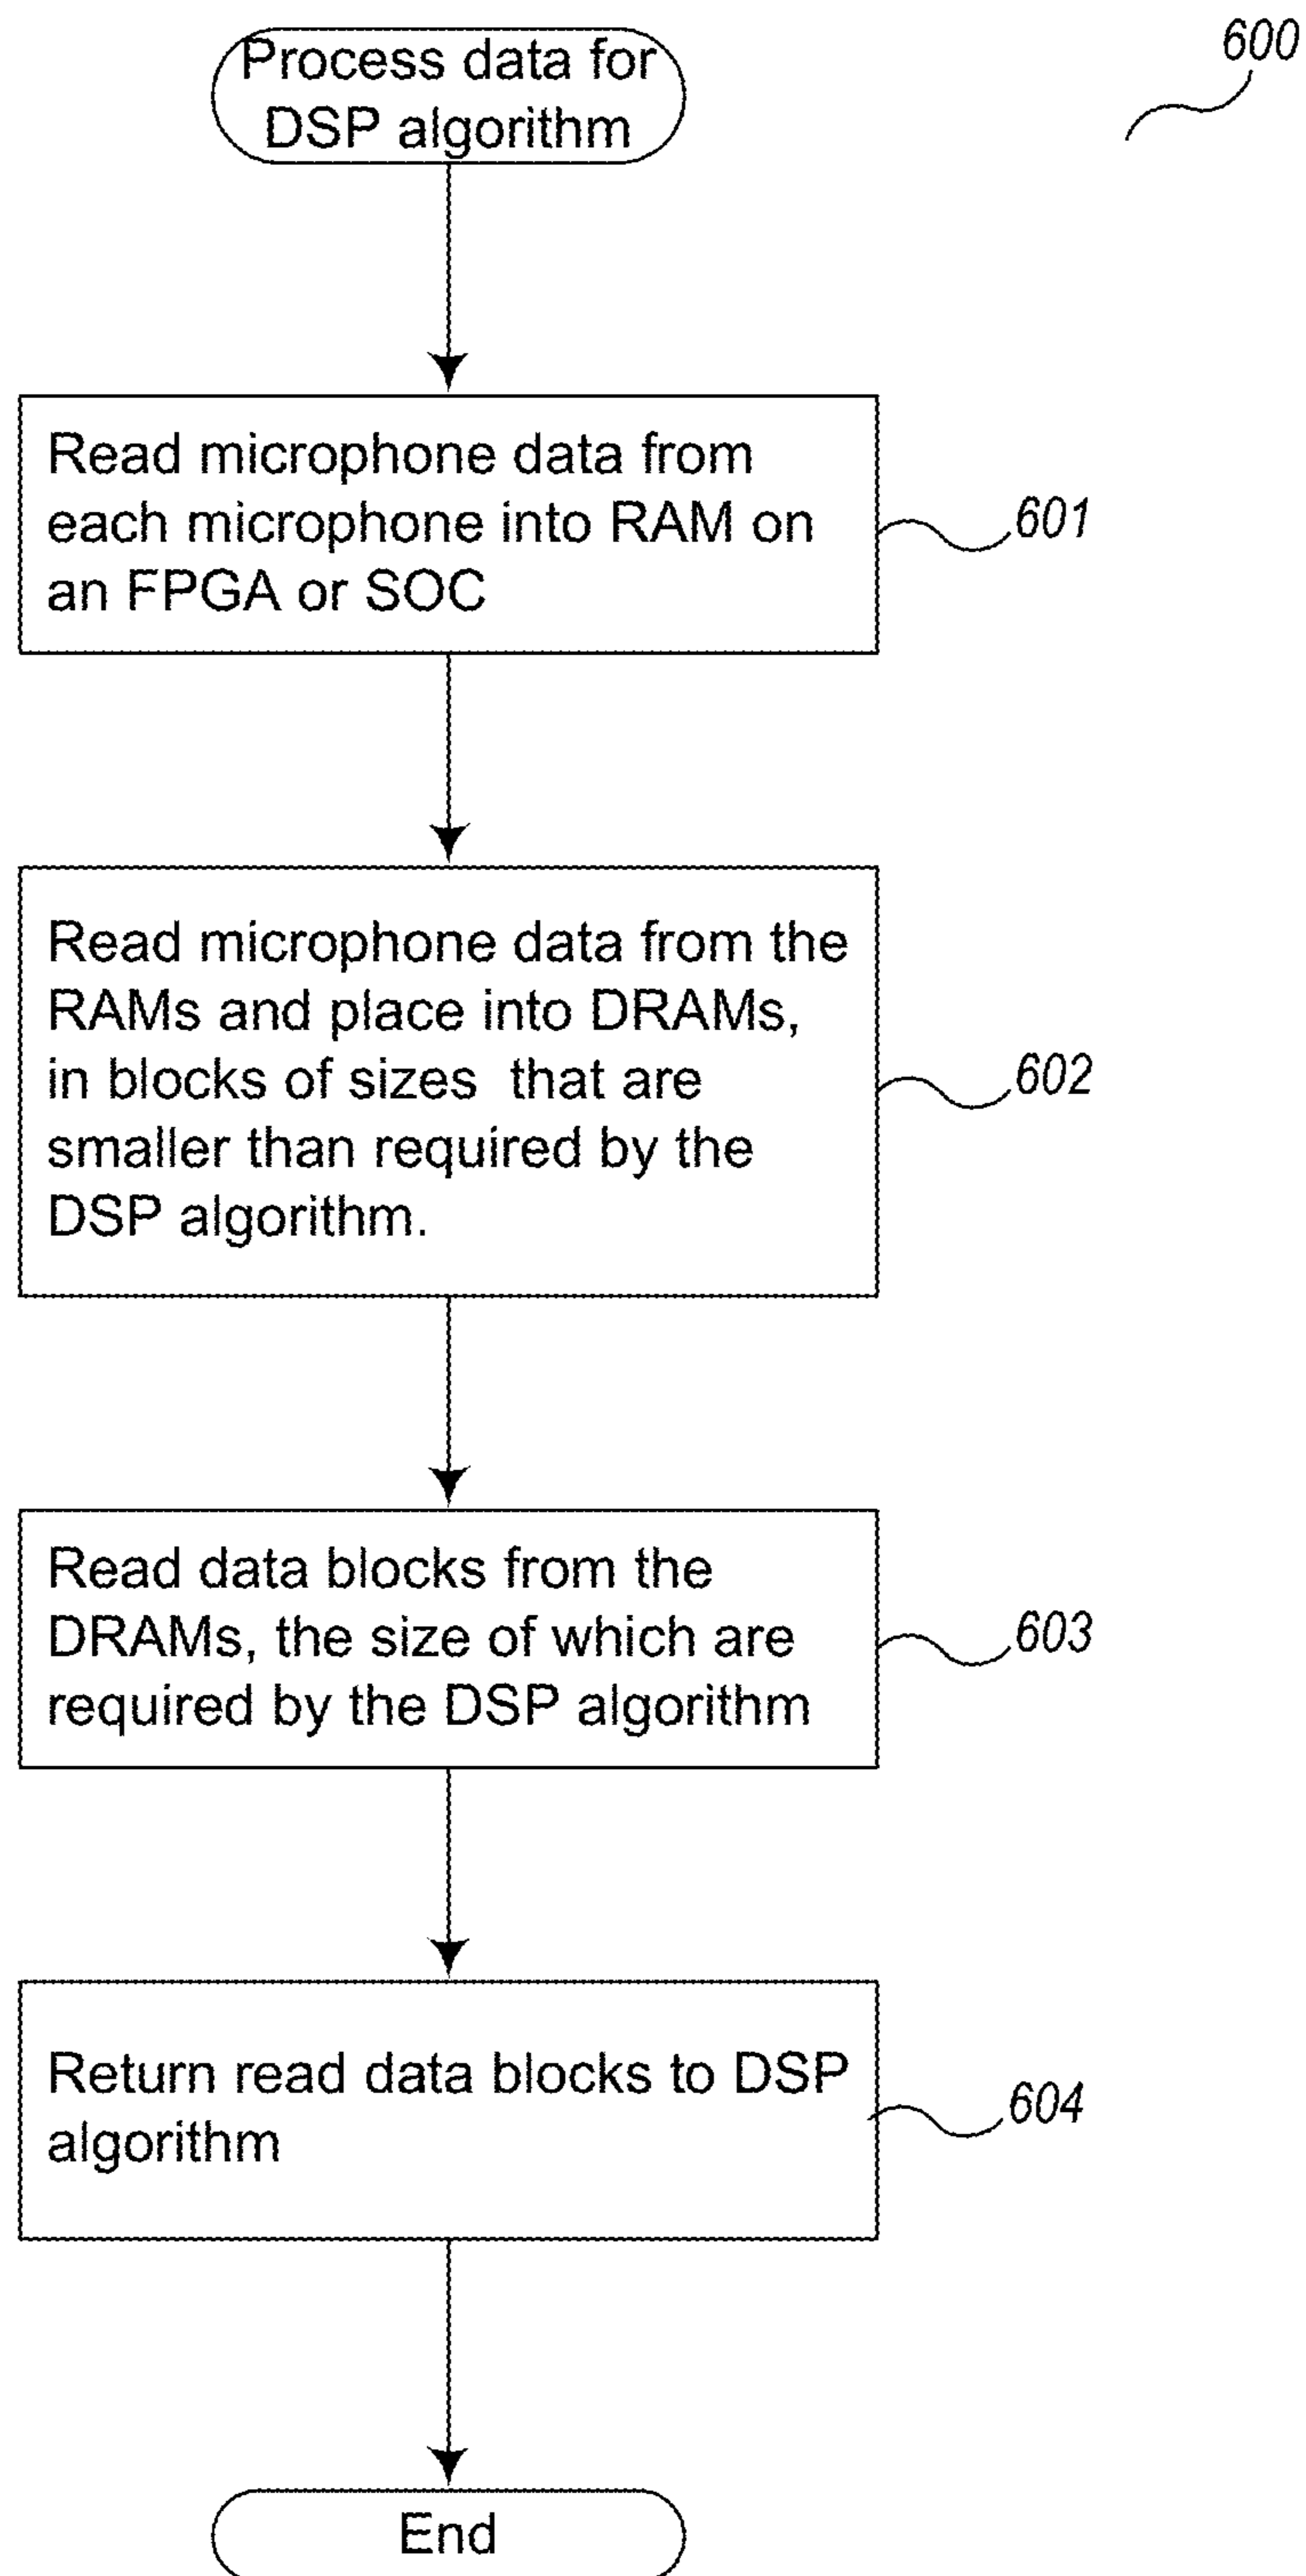 600
Process data for
DSP algorithm
Read microphone data from
each microphone into RAM on
an FPGA or SOC
601
Read microphone data from the
RAMs and place into DRAMs,
in blocks of sizes  that are
smaller than required by the
DSP algorithm.
602
Read data blocks from the
DRAMs, the size of which are
required by the DSP algorithm
603
Return read data blocks to DSP
algorithm
604
End